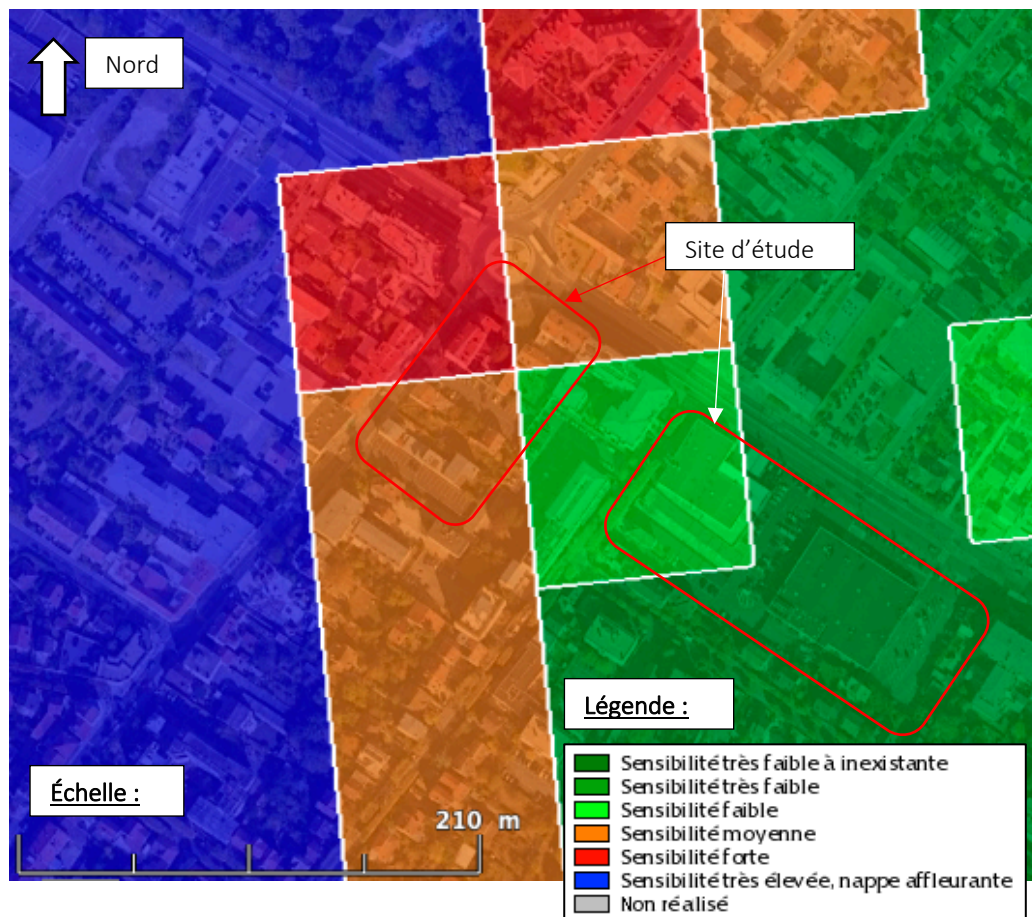 Nord
Site d'étude
Légende :
Sensibilité très faible à inexistante
Sensibilité très faible
Sensibilité faible
Sensibilité moyenne
Sensibilité forte
Sensibilité très élevée, nappe affleurante
Non réalisé
Échelle :
210 m